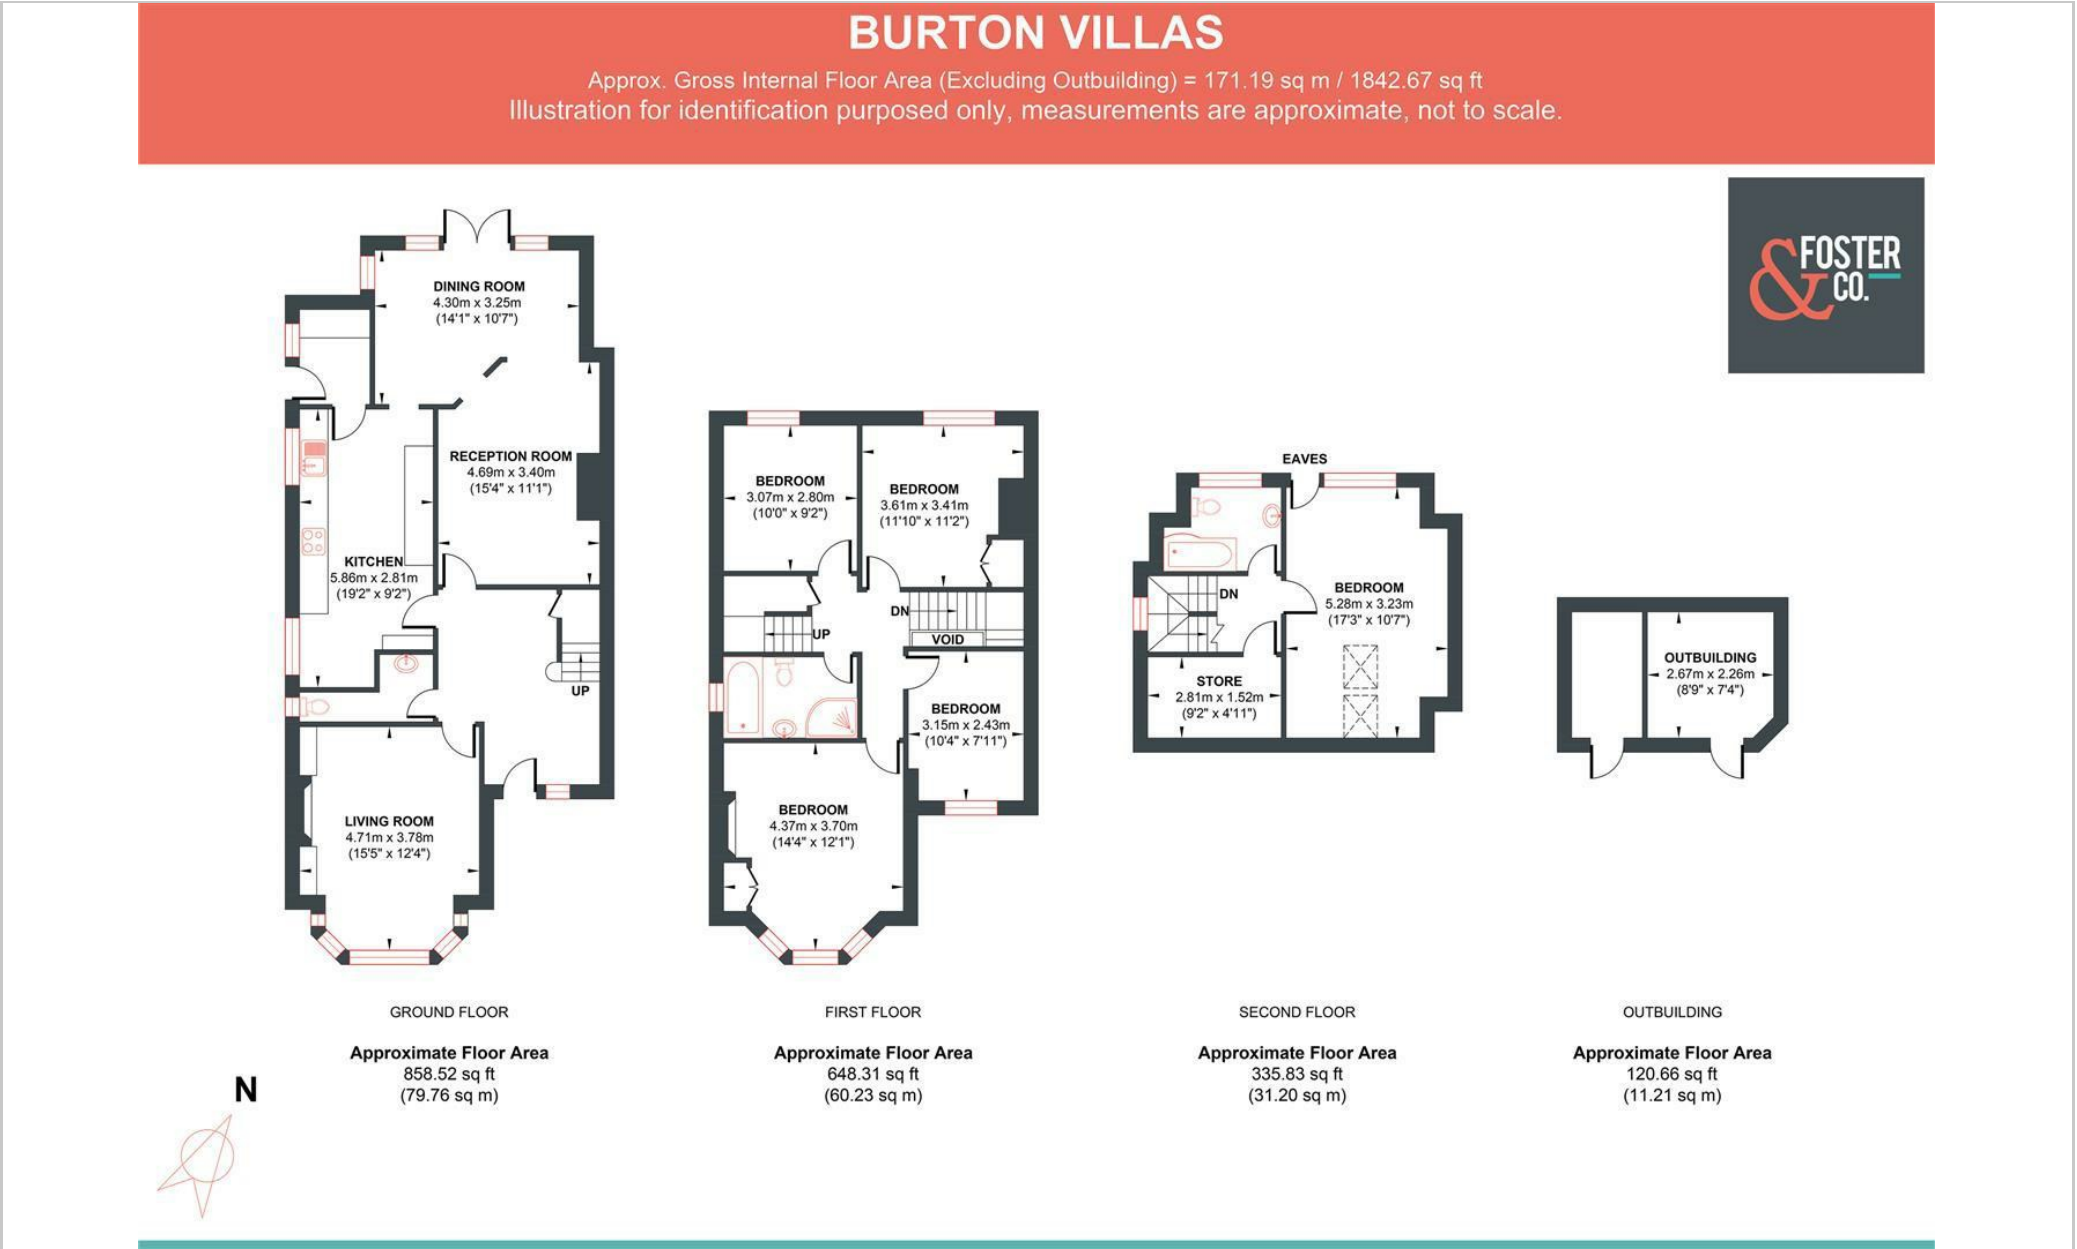 BURTON VILLAS
Approx. Gross Internal Floor Area (Excluding Outbuilding) = 171.19 sq m / 1842.67 sq ft
Illustration for identification purposed only, measurements are approximate, not to scale.
& FOSTER
CO.
DINING ROOM
4.30m x 3.25m
(14'1" x 10'7")
RECEPTION ROOM
4.69m x 3.40m
(15'4" x 11'1")
KITCHEN
5.86m x 2.81m
(19'2" x 9'2")
UP
LIVING ROOM
4.71m x 3.78m
(15'5" x 12'4")
BEDROOM
3.07m x 2.80m
(10'0" x 9'2")
BEDROOM
3.61m x 3.41m
(11'10" x 11'2")
DN
UP
VOID
BEDROOM
3.15m x 2.43m
(10'4" x 7'11")
BEDROOM
4.37m x 3.70m
(14'4" x 12'1")
EAVES
DN
BEDROOM
5.28m x 3.23m
(17'3" x 10'7")
STORE
2.81m x 1.52m
(9'2" x 4'11")
OUTBUILDING
2.67m x 2.26m
(8'9" x 7'4")
GROUND FLOOR
Approximate Floor Area
858.52 sq ft
(79.76 sq m)
FIRST FLOOR
Approximate Floor Area
648.31 sq ft
(60.23 sq m)
SECOND FLOOR
Approximate Floor Area
335.83 sq ft
(31.20 sq m)
OUTBUILDING
Approximate Floor Area
120.66 sq ft
(11.21 sq m)
N